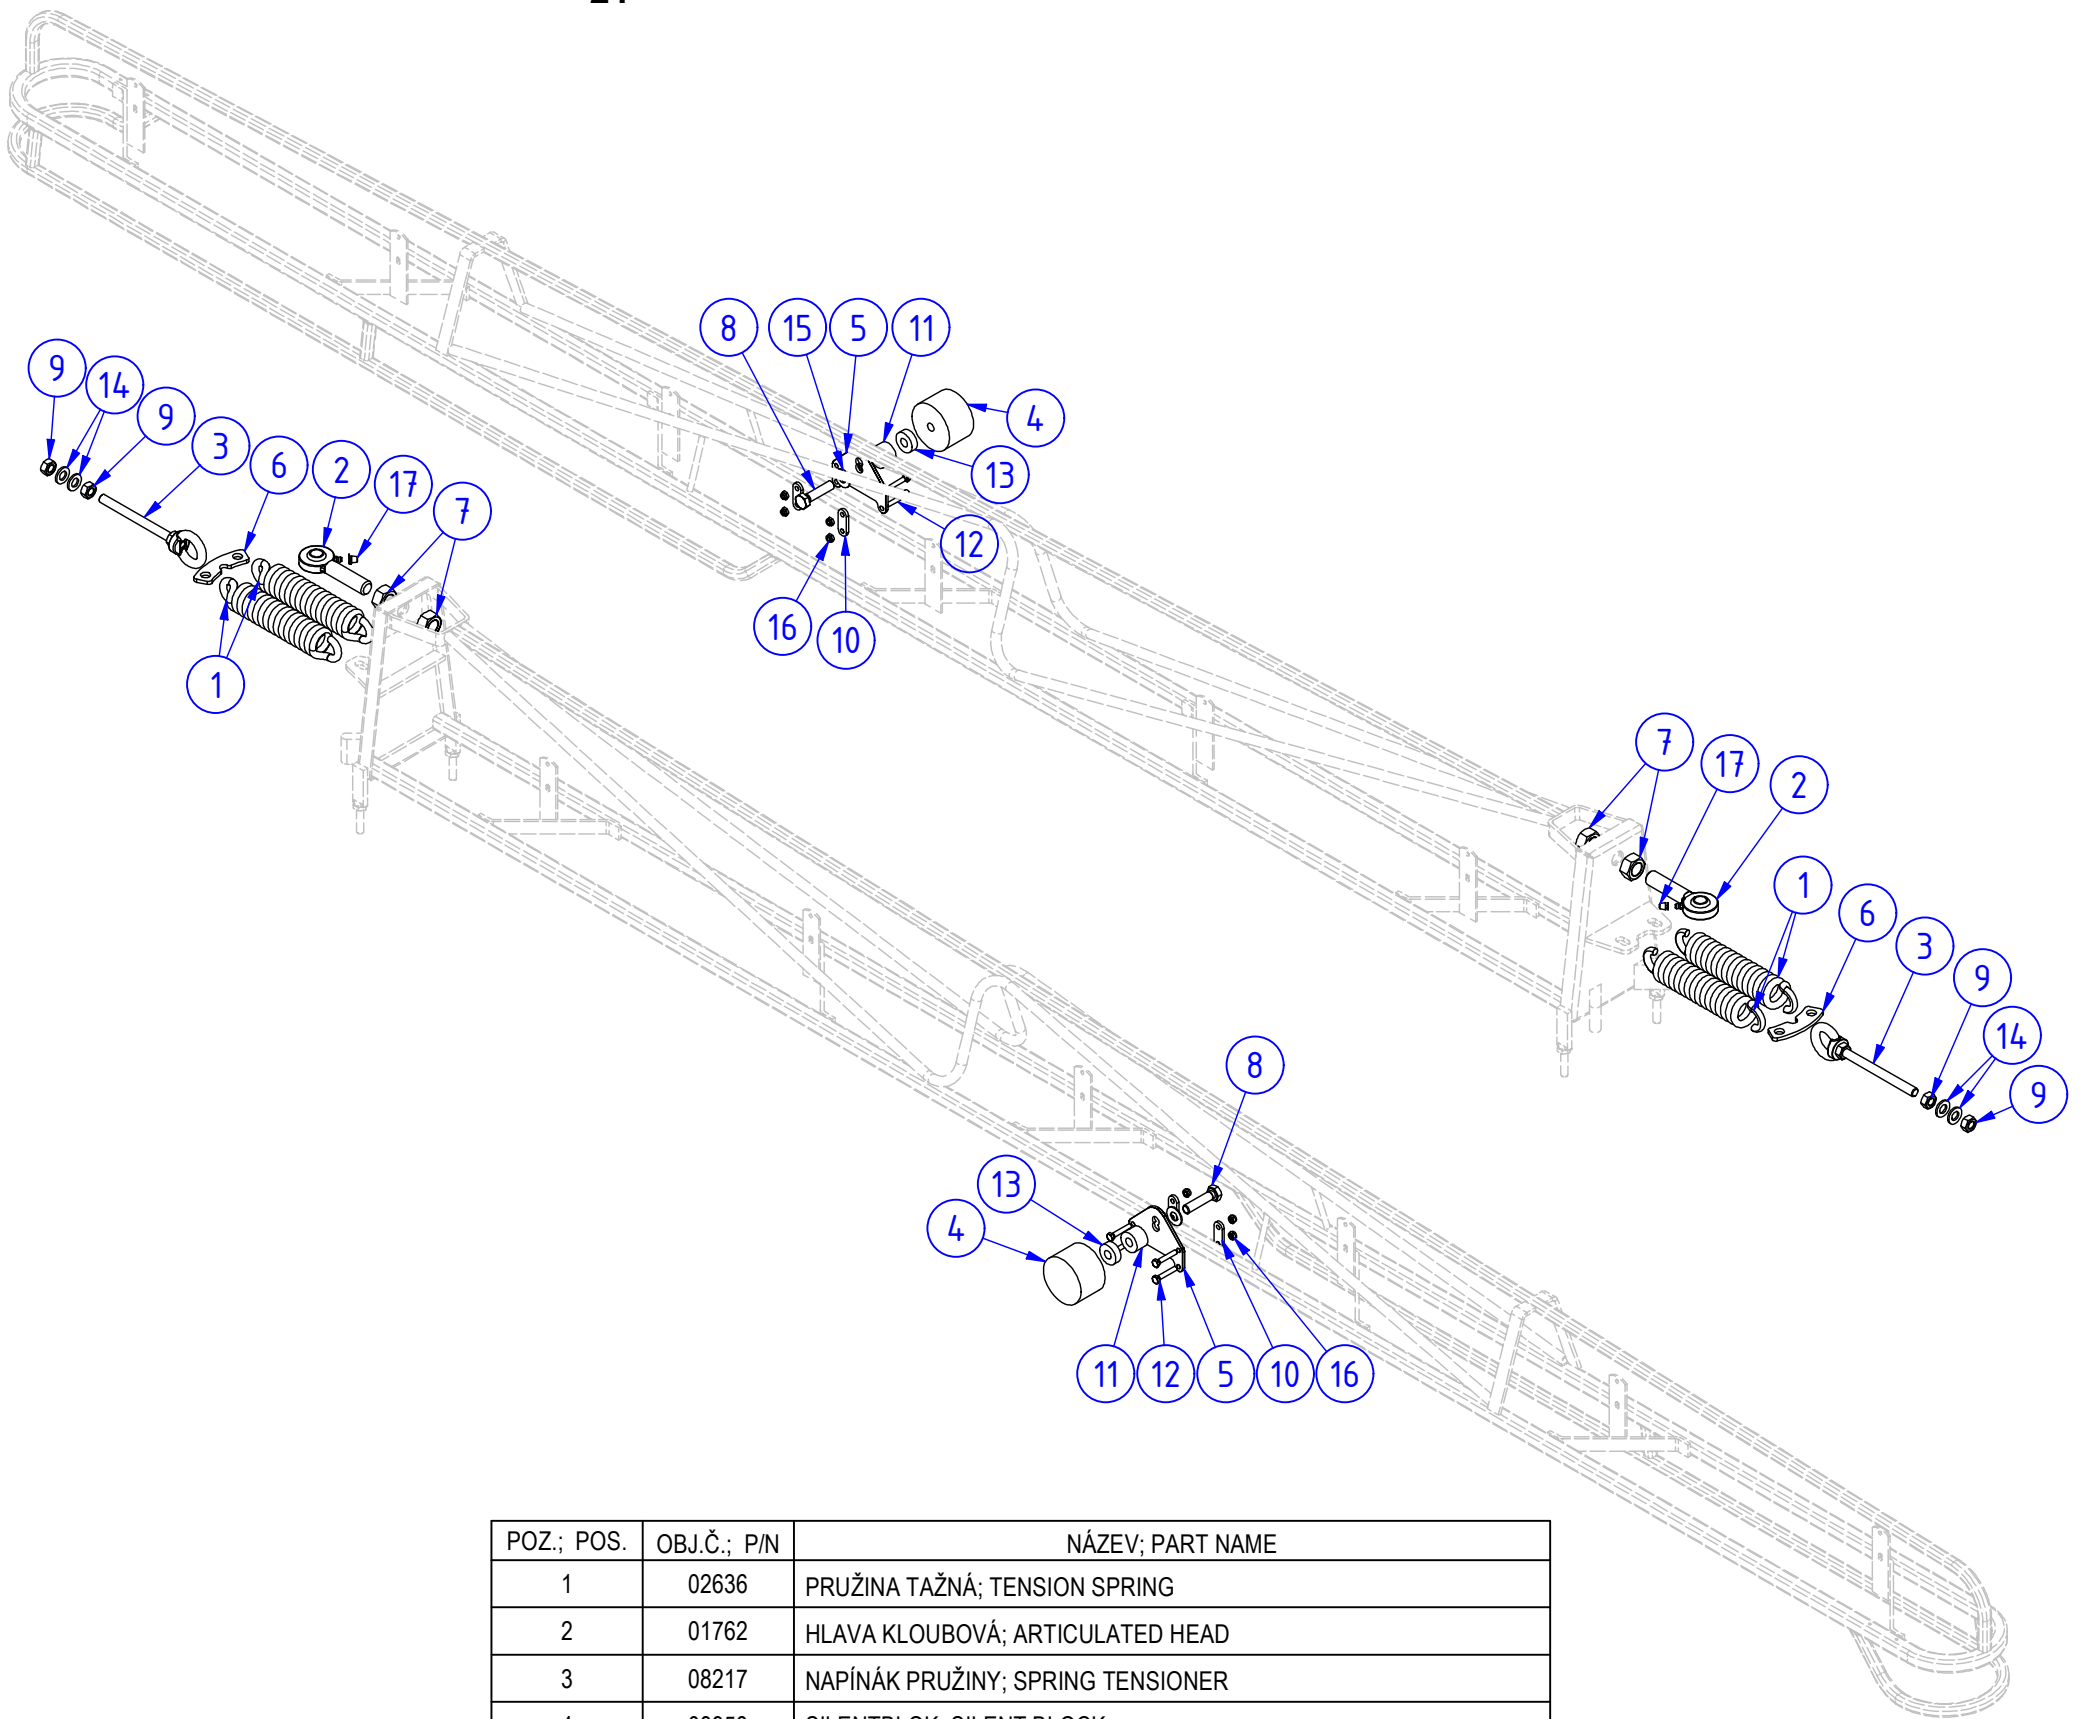 8 15 5 11
9 14 9 3 6 2 17 7
4
13
12
16 10
1
7 17 2
1 6 3 9 14 9
8
13
4
11 12 5 10 16
POZ.; POS. OBJ.Č.; P/N NÁZEV; PART NAME
1 02636 PRUŽINA TAŽNÁ; TENSION SPRING
2 01762 HLAVA KLOUBOVÁ; ARTICULATED HEAD
3 08217 NAPÍNÁK PRUŽINY; SPRING TENSIONER